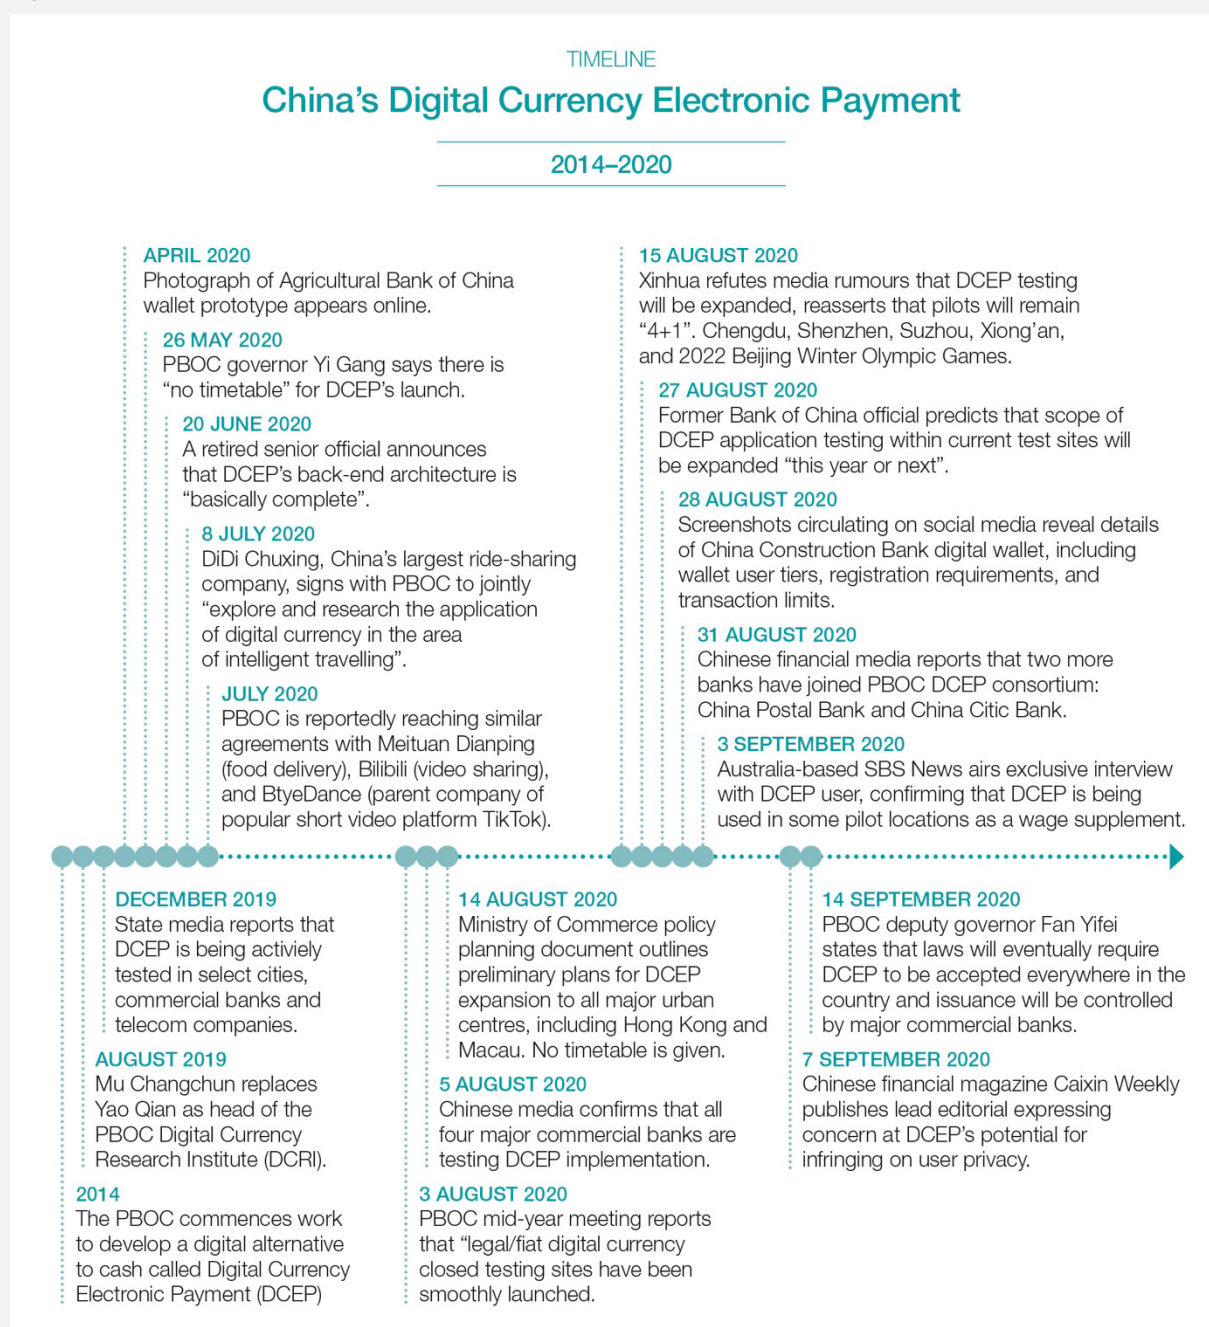 TIMELINE
China's Digital Currency Electronic Payment
2014–2020
APRIL 2020
Photograph of Agricultural Bank of China
wallet prototype appears online.
26 MAY 2020
PBOC governor Yi Gang says there is
“no timetable” for DCEP's launch.
20 JUNE 2020
A retired senior official announces
that DCEP's back-end architecture is
“basically complete”.
8 JULY 2020
DiDi Chuxing, China's largest ride-sharing
company, signs with PBOC to jointly
“explore and research the application
of digital currency in the area
of intelligent travelling”.
JULY 2020
PBOC is reportedly reaching similar
agreements with Meituan Dianping
(food delivery), Bilibili (video sharing),
and BtyeDance (parent company of
popular short video platform TikTok).
15 AUGUST 2020
Xinhua refutes media rumours that DCEP testing
will be expanded, reasserts that pilots will remain
“4+1”. Chengdu, Shenzhen, Suzhou, Xiong'an,
and 2022 Beijing Winter Olympic Games.
27 AUGUST 2020
Former Bank of China official predicts that scope of
DCEP application testing within current test sites will
be expanded “this year or next”.
28 AUGUST 2020
Screenshots circulating on social media reveal details
of China Construction Bank digital wallet, including
wallet user tiers, registration requirements, and
transaction limits.
31 AUGUST 2020
Chinese financial media reports that two more
banks have joined PBOC DCEP consortium:
China Postal Bank and China Citic Bank.
3 SEPTEMBER 2020
Australia-based SBS News airs exclusive interview
with DCEP user, confirming that DCEP is being
used in some pilot locations as a wage supplement.
DECEMBER 2019
State media reports that
DCEP is being activiely
tested in select cities,
commercial banks and
telecom companies.
AUGUST 2019
Mu Changchun replaces
Yao Qian as head of the
PBOC Digital Currency
Research Institute (DCRI).
2014
The PBOC commences work
to develop a digital alternative
to cash called Digital Currency
Electronic Payment (DCEP)
14 AUGUST 2020
Ministry of Commerce policy
planning document outlines
preliminary plans for DCEP
expansion to all major urban
centres, including Hong Kong and
Macau. No timetable is given.
5 AUGUST 2020
Chinese media confirms that all
four major commercial banks are
testing DCEP implementation.
3 AUGUST 2020
PBOC mid-year meeting reports
that “legal/fiat digital currency
closed testing sites have been
smoothly launched.
14 SEPTEMBER 2020
PBOC deputy governor Fan Yifei
states that laws will eventually require
DCEP to be accepted everywhere in the
country and issuance will be controlled
by major commercial banks.
7 SEPTEMBER 2020
Chinese financial magazine Caixin Weekly
publishes lead editorial expressing
concern at DCEP's potential for
infringing on user privacy.